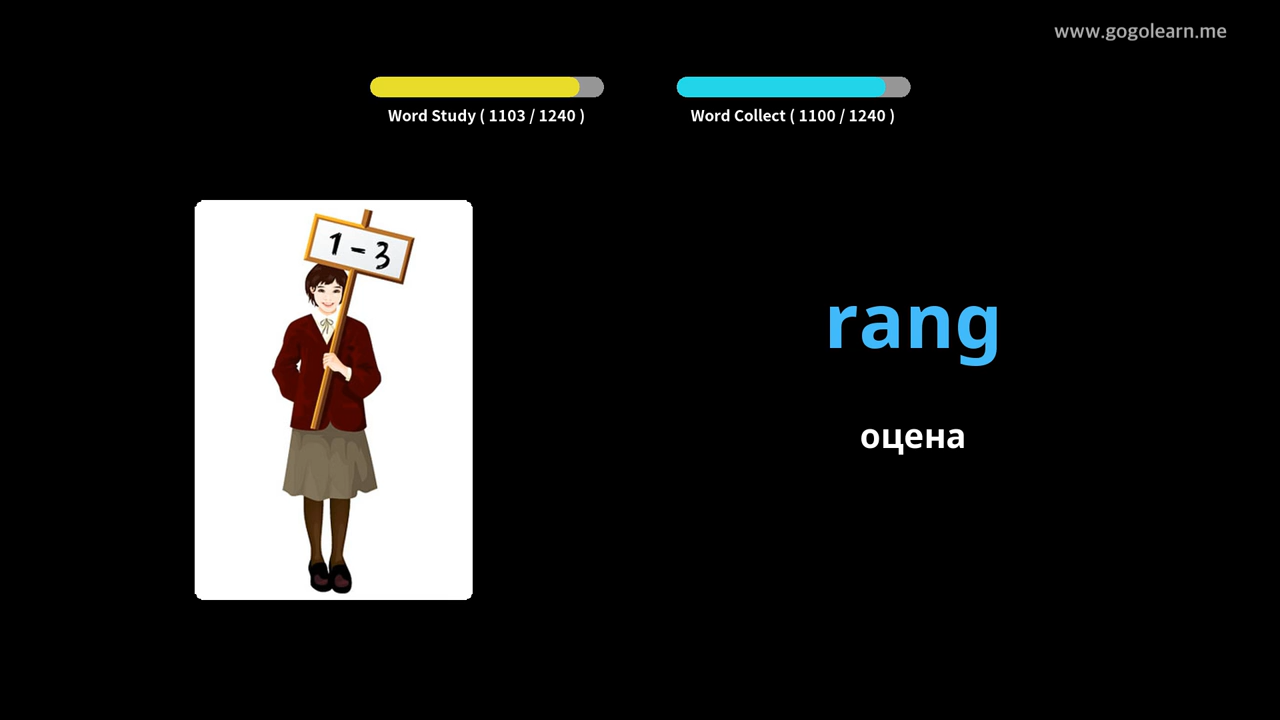 www.gogolearn.me
Word Study ( 1103 / 1240 )
Word Collect ( 1100 / 1240 )
1 - 3
rang
оцена